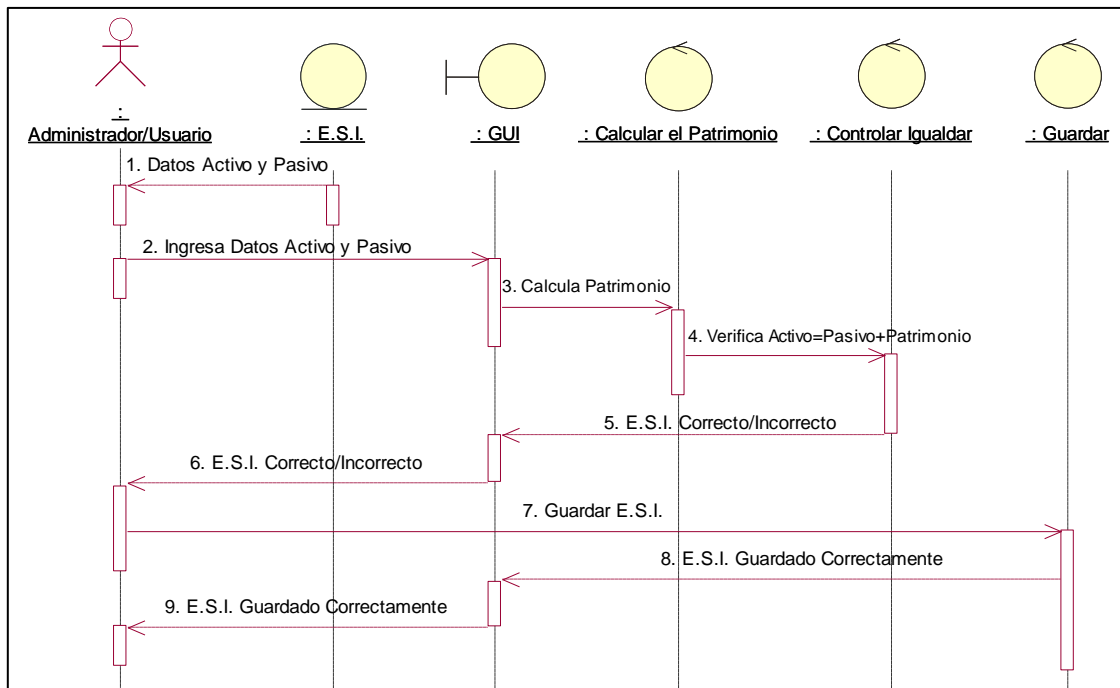 :
Administrador/Usuario
: E.S.I.
: GUI
: Calcular el Patrimonio
: Controlar Igualdar
: Guardar
1. Datos Activo y Pasivo
2. Ingresa Datos Activo y Pasivo
3. Calcula Patrimonio
4. Verifica Activo=Pasivo+Patrimonio
5. E.S.I. Correcto/Incorrecto
6. E.S.I. Correcto/Incorrecto
7. Guardar E.S.I.
8. E.S.I. Guardado Correctamente
9. E.S.I. Guardado Correctamente